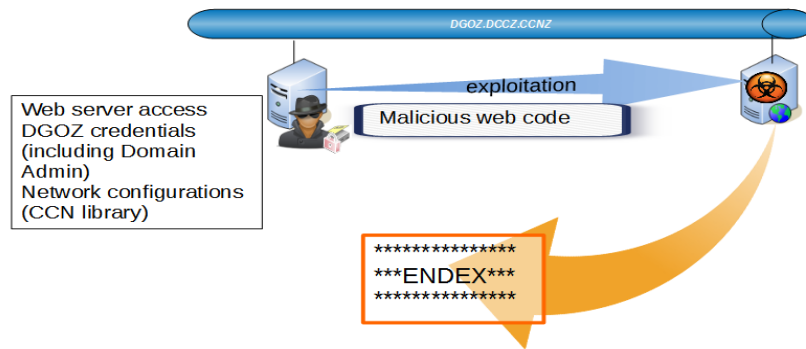 DGOZ.DCCZ.CCNZ
exploitation
Malicious web code
Web server access
DGOZ credentials
(including Domain
Admin)
Network configurations
(CCN library)
***************
***ENDEX***
***************